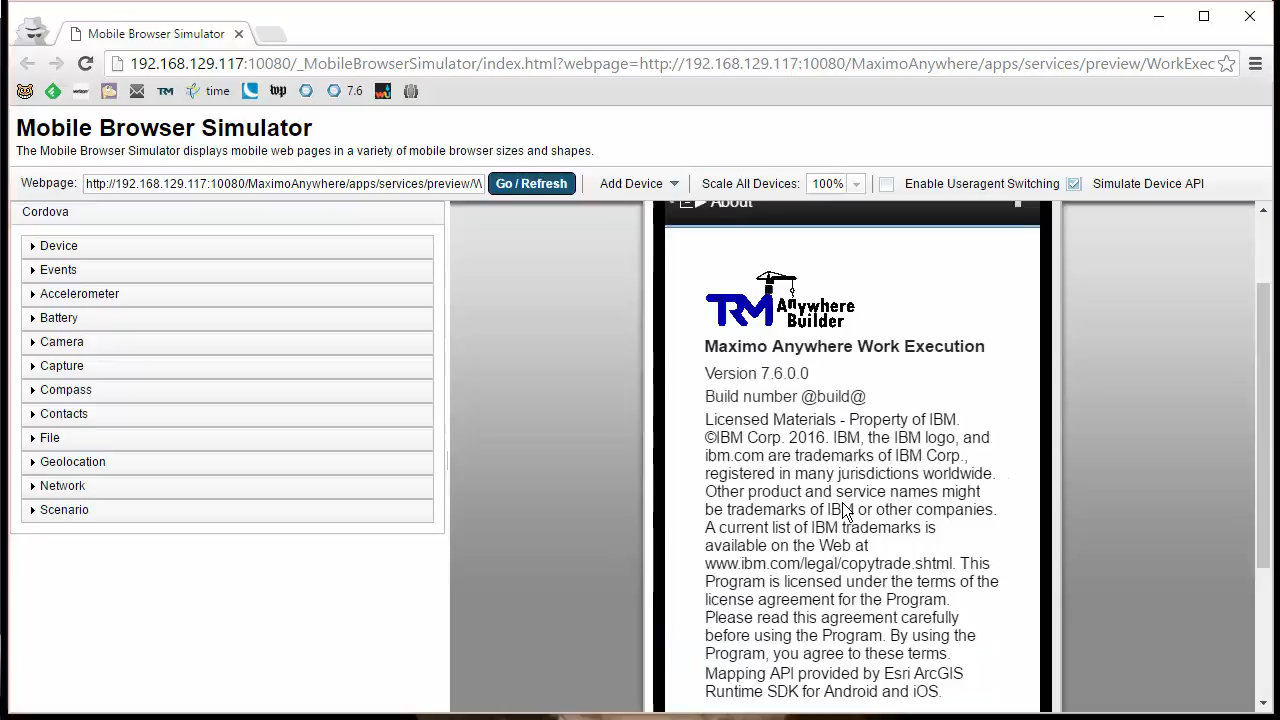 Mobile Browser Simulator
192.168.129.117:10080/_MobileBrowserSimulator/index.html?webpage=http://192.168.129.117:10080/MaximoAnywhere/apps/services/preview/WorkExec
TRM time top 7.6
Mobile Browser Simulator
The Mobile Browser Simulator displays mobile web pages in a variety of mobile browser sizes and shapes.
Webpage: http://192.168.129.117:10080/MaximoAnywhere/apps/services/preview/W Go / Refresh Add Device Scale All Devices: 100% Enable Useragent Switching Simulate Device API
Cordova
Device
Events
Accelerometer
Battery
Camera
Capture
Compass
Contacts
File
Geolocation
Network
Scenario
About
TRM Anywhere
Builder
Maximo Anywhere Work Execution
Version 7.6.0.0
Build number @build@
Licensed Materials - Property of IBM.
©IBM Corp. 2016. IBM, the IBM logo, and
ibm.com are trademarks of IBM Corp.,
registered in many jurisdictions worldwide.
Other product and service names might
be trademarks of IBM or other companies.
A current list of IBM trademarks is
available on the Web at
www.ibm.com/legal/copytrade.shtml. This
Program is licensed under the terms of the
license agreement for the Program.
Please read this agreement carefully
before using the Program. By using the
Program, you agree to these terms.
Mapping API provided by Esri ArcGIS
Runtime SDK for Android and iOS.